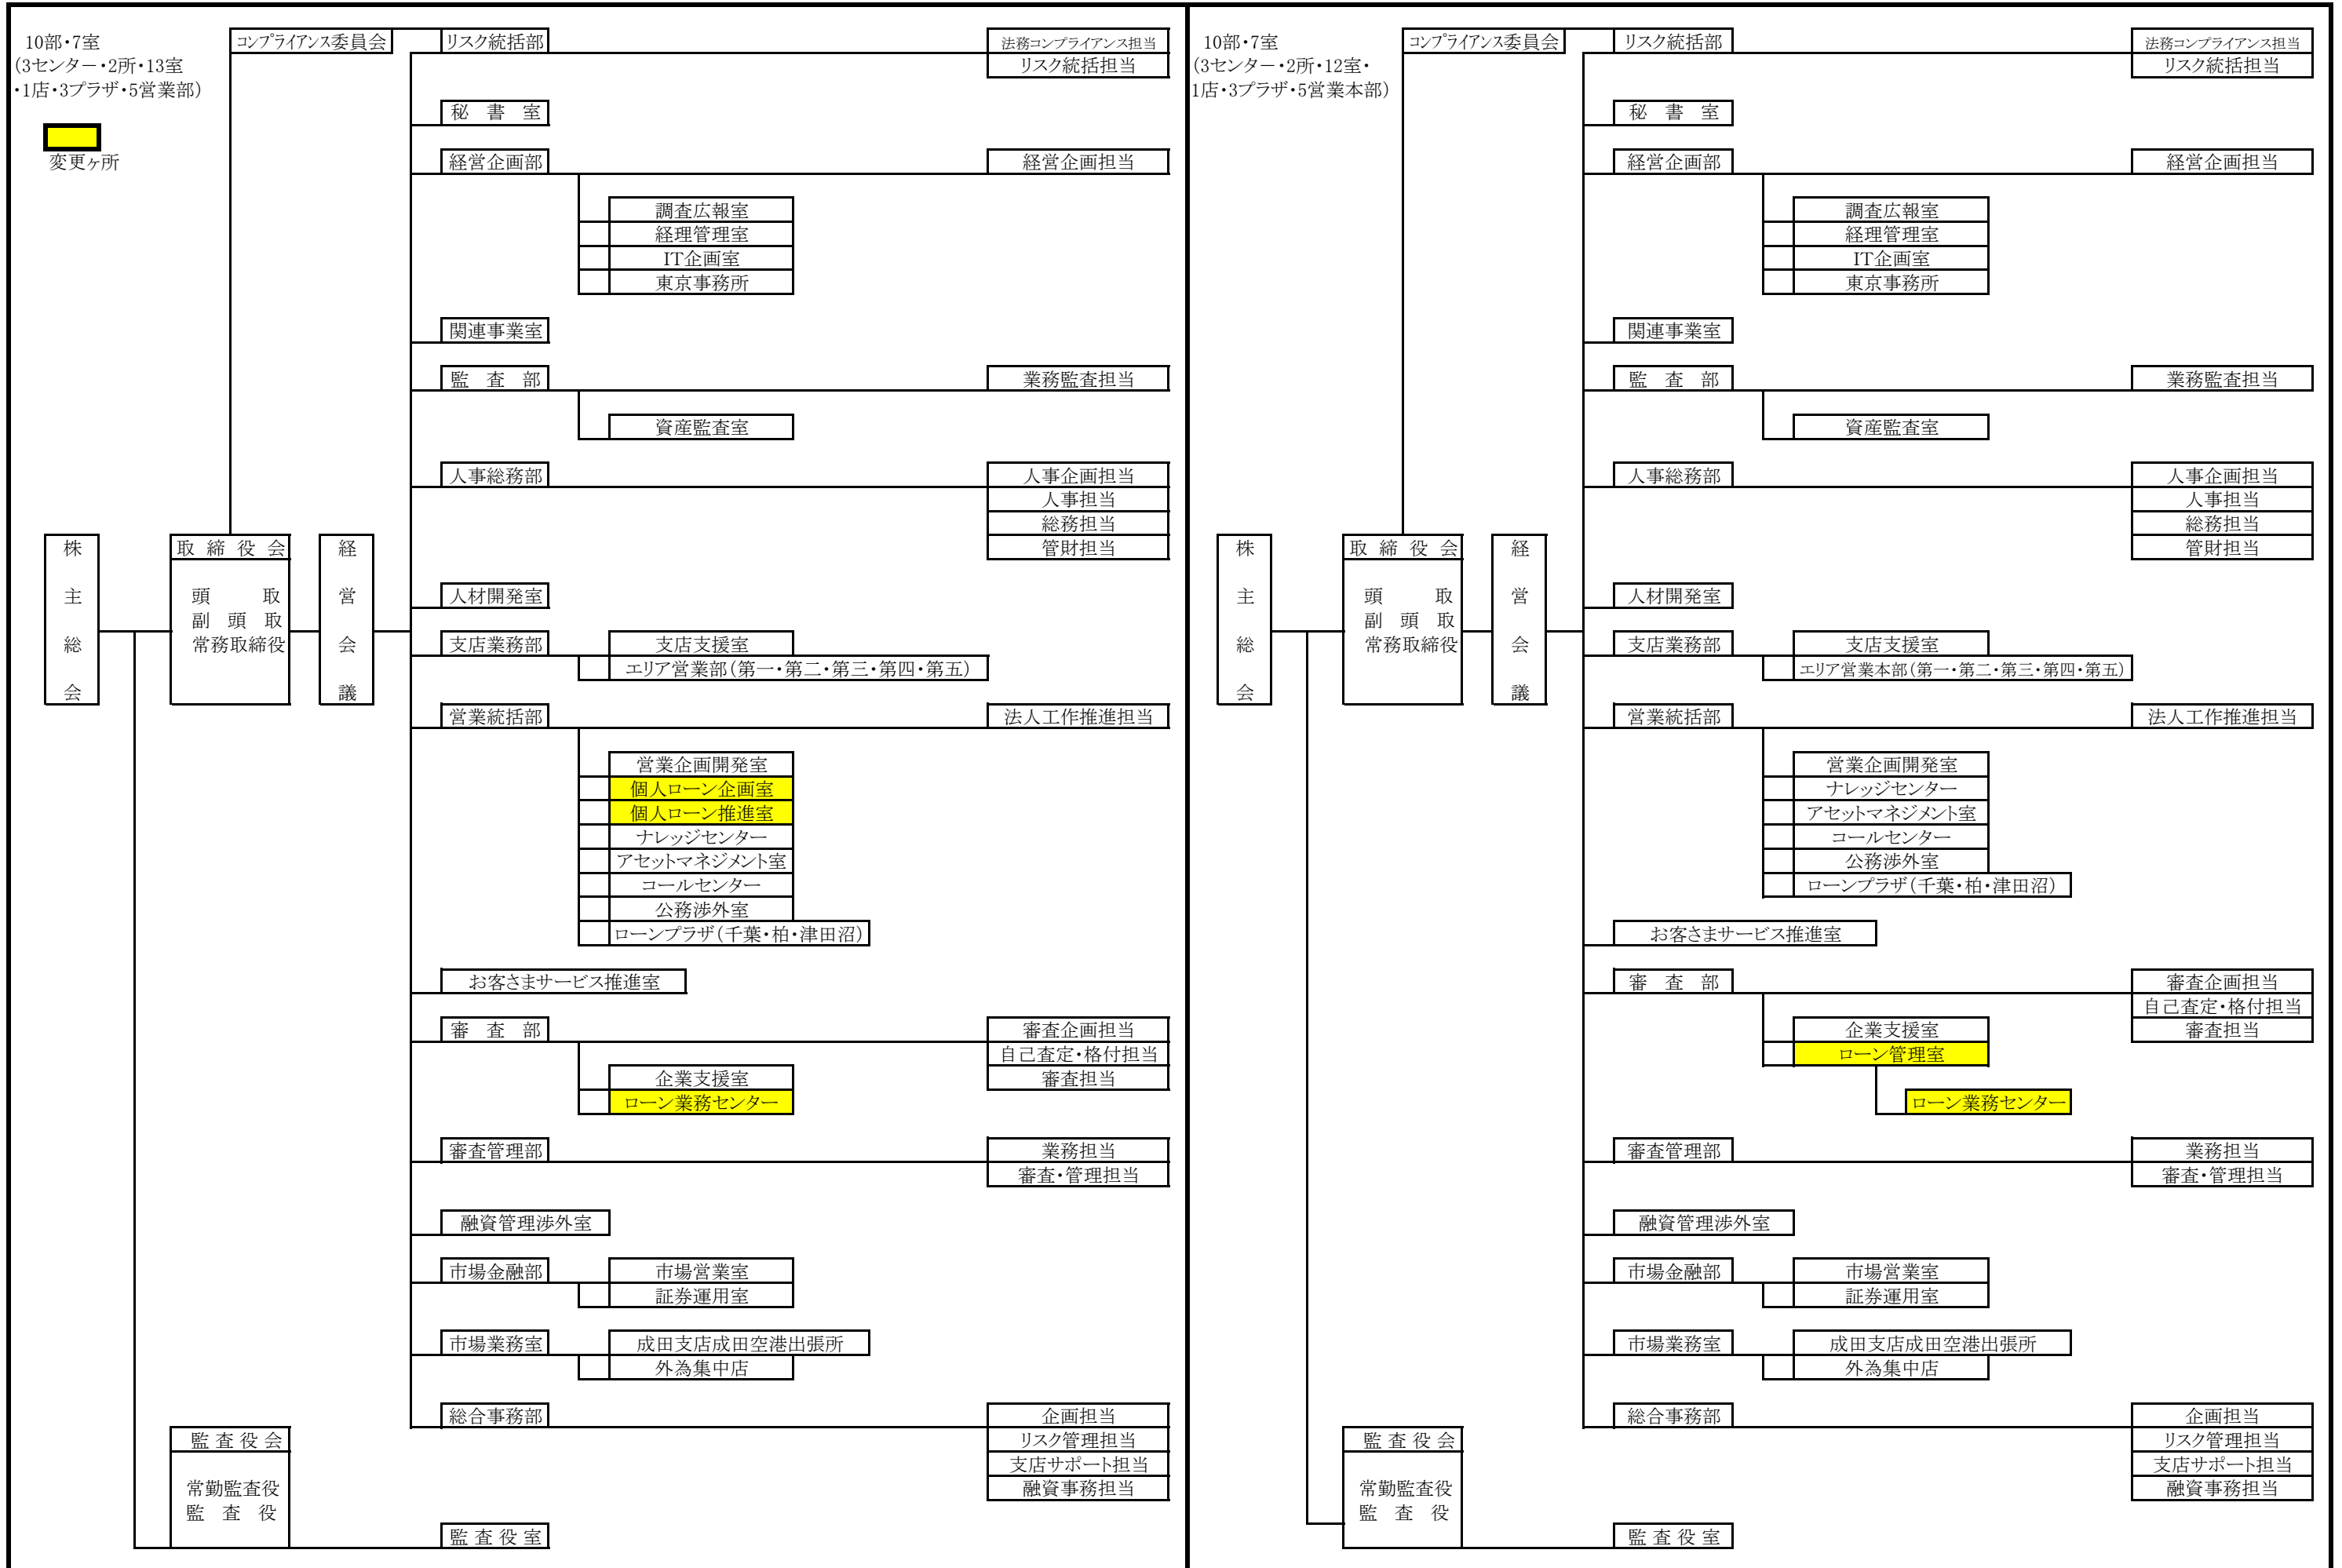 10部・7室
(3センター・2所・13室
・1店・3プラザ・5営業部)
変更ヶ所
コンプライアンス委員会
リスク統括部
法務コンプライアンス担当
リスク統括担当
秘 書 室
経営企画部
経営企画担当
調査広報室
経理管理室
IT企画室
東京事務所
関連事業室
監 査 部
業務監査担当
資産監査室
人事総務部
人事企画担当
人事担当
総務担当
管財担当
株主総会
取 締 役 会
頭 取
副 頭 取
常務取締役
経営会議
人材開発室
支店業務部
支店支援室
エリア営業部(第一・第二・第三・第四・第五)
営業統括部
法人工作推進担当
営業企画開発室
個人ローン企画室
個人ローン推進室
ナレッジセンター
アセットマネジメント室
コールセンター
公務渉外室
ローンプラザ(千葉・柏・津田沼)
お客さまサービス推進室
審 査 部
審査企画担当
自己査定・格付担当
審査担当
企業支援室
ローン業務センター
審査管理部
業務担当
審査・管理担当
融資管理渉外室
市場金融部
市場営業室
証券運用室
市場業務室
成田支店成田空港出張所
外為集中店
総合事務部
企画担当
リスク管理担当
支店サポート担当
融資事務担当
監 査 役 会
常勤監査役
監 査 役
監 査 役 室
10部・7室
(3センター・2所・12室・
1店・3プラザ・5営業本部)
コンプライアンス委員会
リスク統括部
法務コンプライアンス担当
リスク統括担当
秘 書 室
経営企画部
経営企画担当
調査広報室
経理管理室
IT企画室
東京事務所
関連事業室
監 査 部
業務監査担当
資産監査室
人事総務部
人事企画担当
人事担当
総務担当
管財担当
株主総会
取 締 役 会
頭 取
副 頭 取
常務取締役
経営会議
人材開発室
支店業務部
支店支援室
エリア営業本部(第一・第二・第三・第四・第五)
営業統括部
法人工作推進担当
営業企画開発室
ナレッジセンター
アセットマネジメント室
コールセンター
公務渉外室
ローンプラザ(千葉・柏・津田沼)
お客さまサービス推進室
審 査 部
審査企画担当
自己査定・格付担当
審査担当
企業支援室
ローン管理室
ローン業務センター
審査管理部
業務担当
審査・管理担当
融資管理渉外室
市場金融部
市場営業室
証券運用室
市場業務室
成田支店成田空港出張所
外為集中店
総合事務部
企画担当
リスク管理担当
支店サポート担当
融資事務担当
監 査 役 会
常勤監査役
監 査 役
監 査 役 室